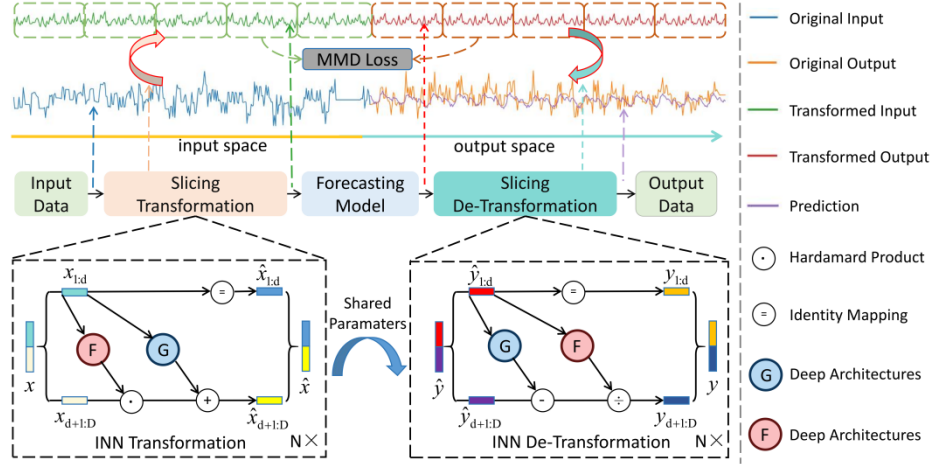 MMD Loss
input space
output space
Input
Data
Slicing
Transformation
Forecasting
Model
Slicing
De-Transformation
Output
Data
x
x1:d
F
G
=
x̂1:d
x̂
xd+1:D
·
+
x̂d+1:D
INN Transformation
N×
Shared
Paramaters
ŷ
ŷ1:d
G
F
=
y1:d
y
ŷd+1:D
-
÷
yd+1:D
INN De-Transformation
N×
Original Input
Original Output
Transformed Input
Transformed Output
Prediction
· Hardamard Product
= Identity Mapping
G Deep Architectures
F Deep Architectures